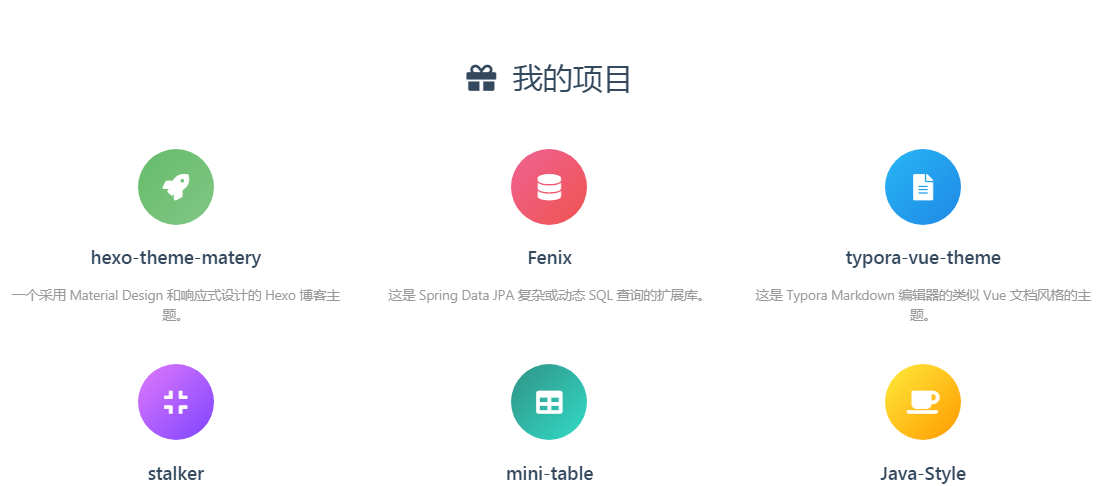 我的项目
hexo-theme-matery
Fenix
typora-vue-theme
一个采用 Material Design 和响应式设计的 Hexo 博客主
题。
这是 Spring Data JPA 复杂或动态 SQL 查询的扩展库。
这是 Typora Markdown 编辑器的类似 Vue 文档风格的主
题。
stalker
mini-table
Java-Style